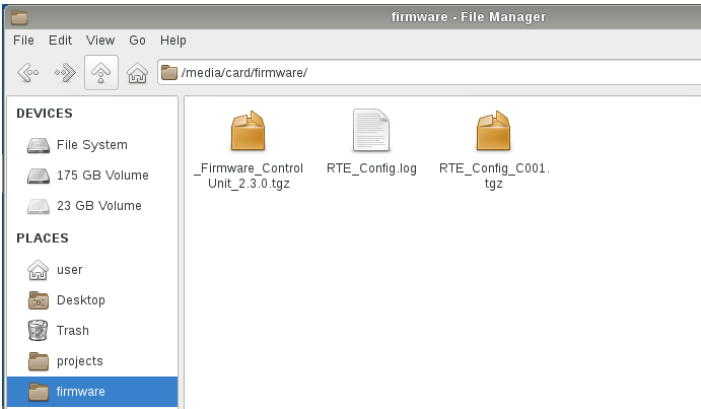 firmware - File Manager
File Edit View Go Help
/media/card/firmware/
DEVICES
File System
175 GB Volume
23 GB Volume
PLACES
user
Desktop
Trash
projects
firmware
_Firmware_Control
Unit_2.3.0.tgz
RTE_Config.log
RTE_Config_C001.
tgz